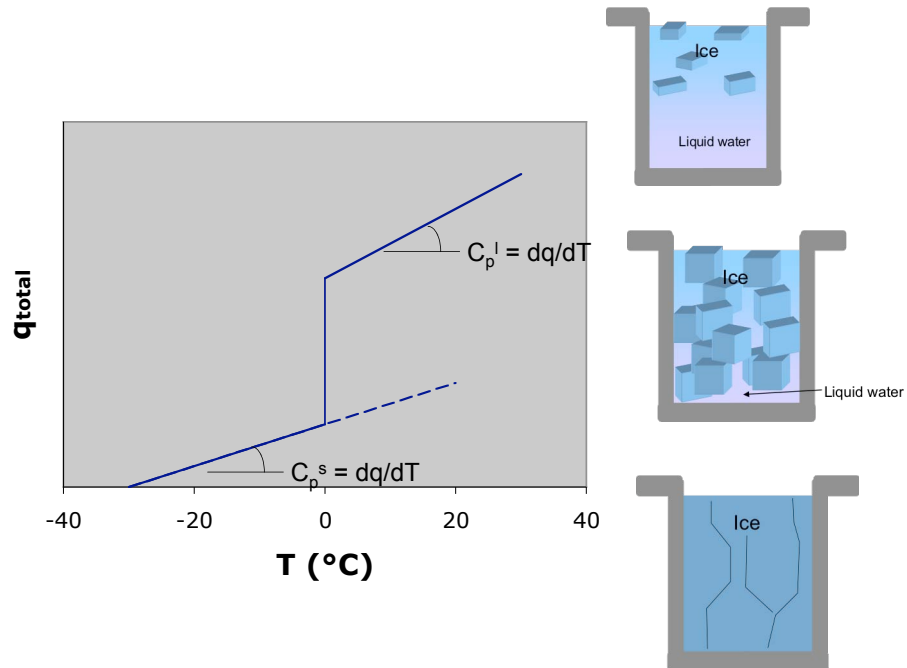 qtotal
Cpˡ = dq/dT
Cpˢ = dq/dT
-40
-20
0
20
40
T (°C)
Ice
Liquid water
Ice
Liquid water
Ice